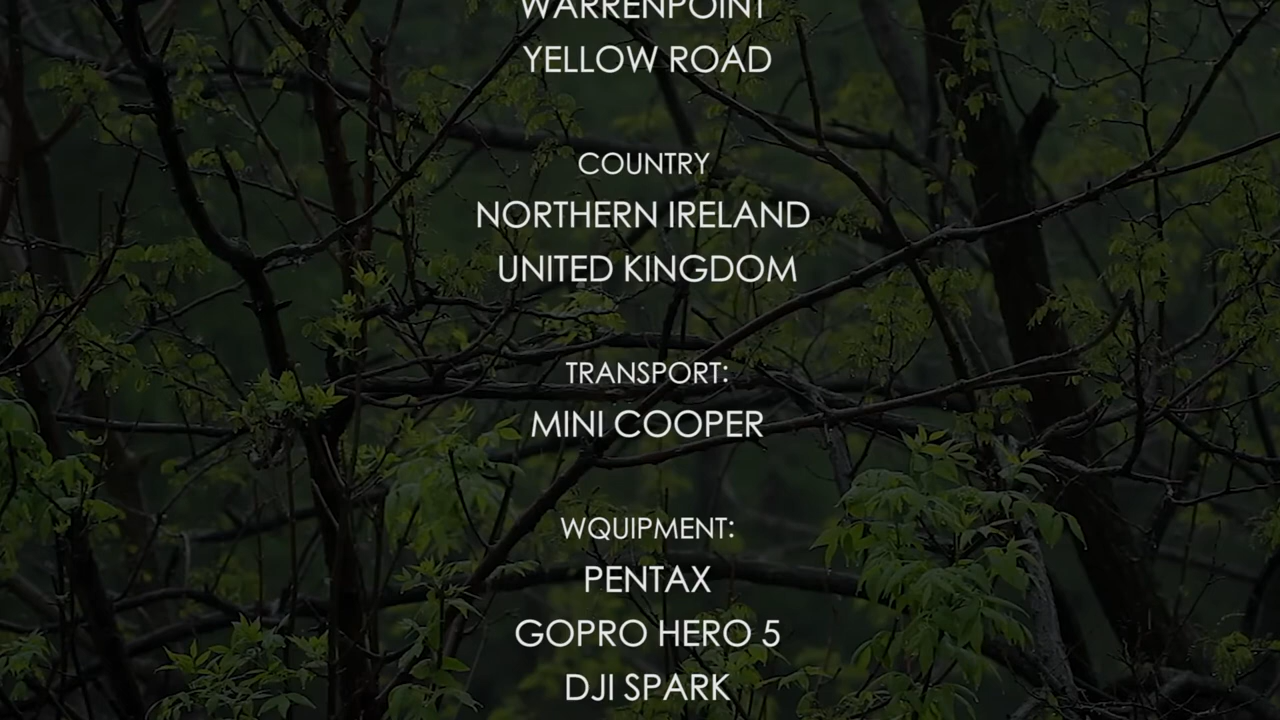 WARRENPOINT
YELLOW ROAD
COUNTRY
NORTHERN IRELAND
UNITED KINGDOM
TRANSPORT:
MINI COOPER
WQUIPMENT:
PENTAX
GOPRO HERO 5
DJI SPARK